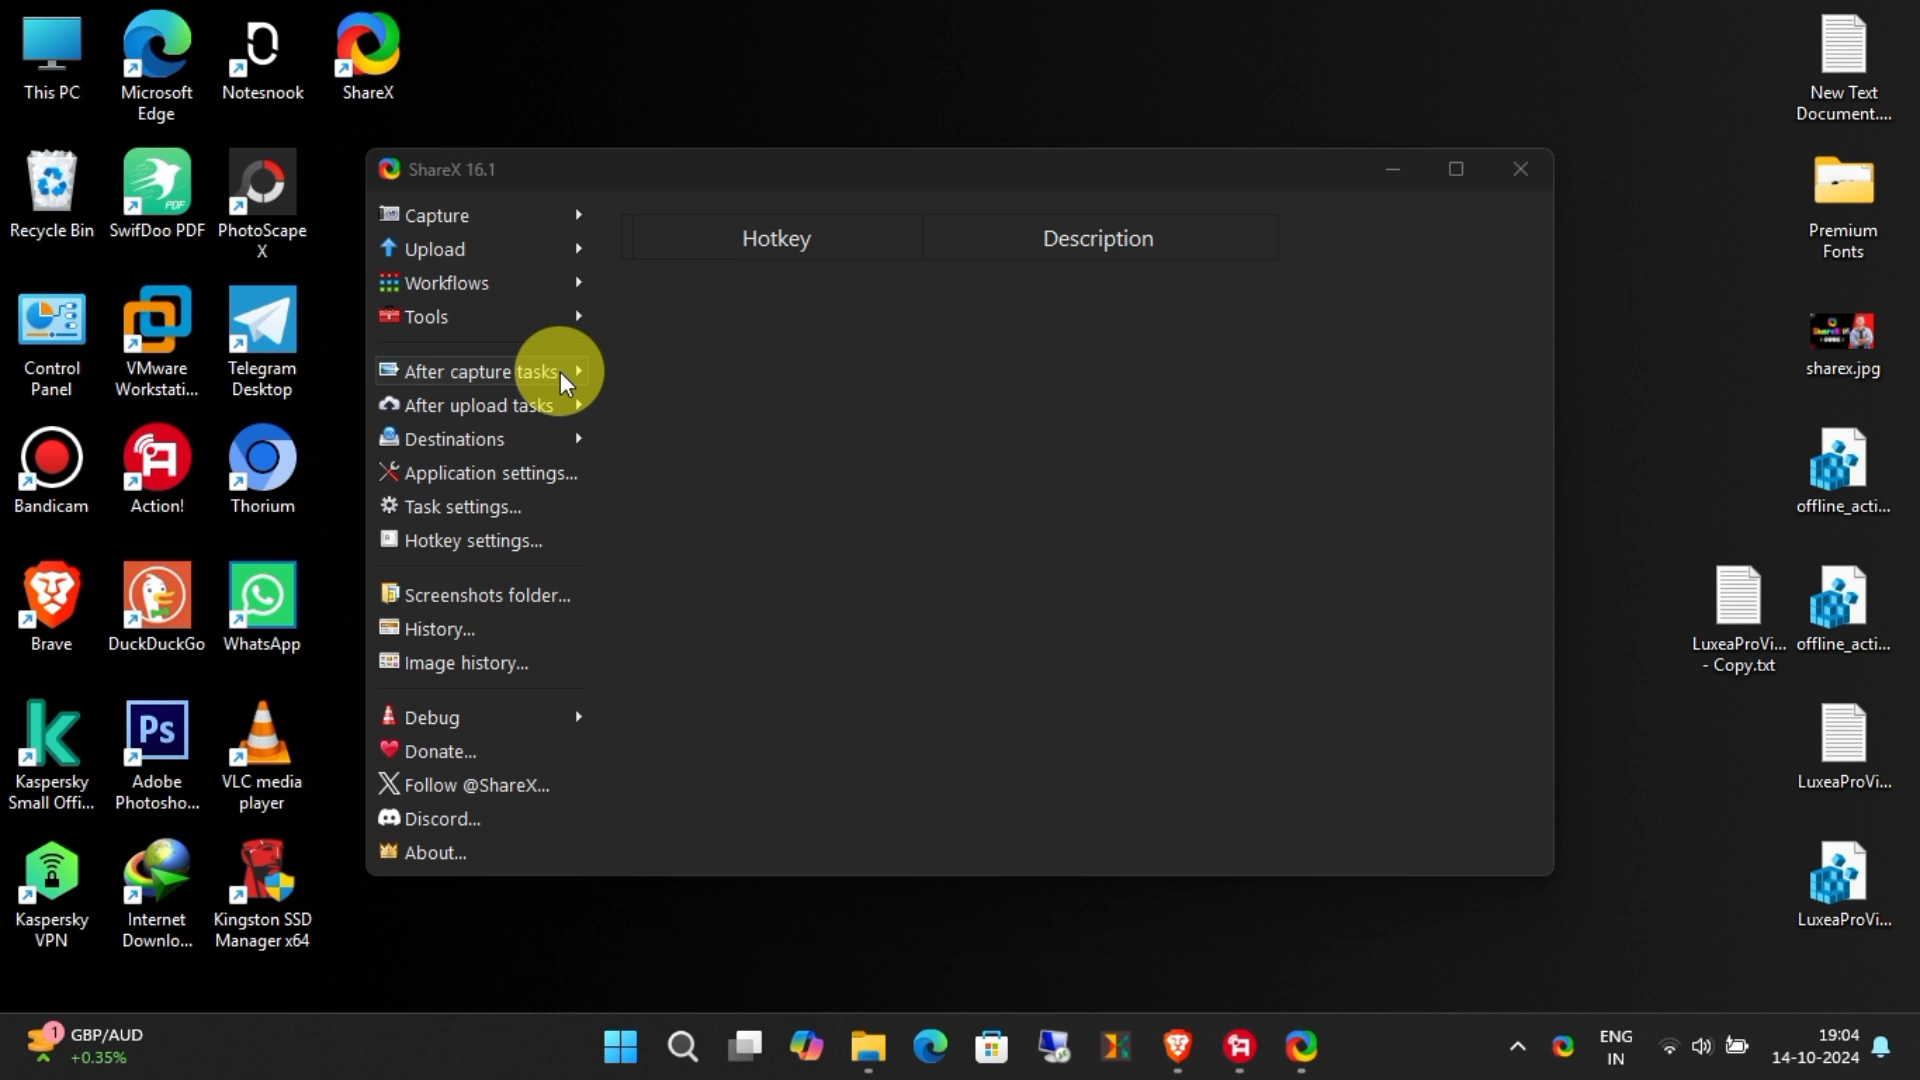 This PC
Microsoft
Edge
Notesnook
ShareX
Recycle Bin
SwifDoo PDF
PDF
PhotoScape
X
Control
Panel
VMware
Workstati...
Telegram
Desktop
Bandicam
Action!
Thorium
Brave
DuckDuckGo
WhatsApp
Kaspersky
Small Offi...
Ps
Adobe
Photosho...
VLC media
player
Kaspersky
VPN
Internet
Downlo...
Kingston SSD
Manager x64
ShareX 16.1
Capture
Upload
Workflows
Tools
After capture tasks
After upload tasks
Destinations
Application settings...
Task settings...
Hotkey settings...
Screenshots folder...
History...
Image history...
Debug
Donate...
Follow @ShareX...
Discord...
About...
Hotkey
Description
New Text
Document....
Premium
Fonts
sharex.jpg
offline_acti...
LuxeaProVi...
- Copy.txt
offline_acti...
LuxeaProVi...
LuxeaProVi...
1
GBP/AUD
+0.35%
ENG
IN
19:04
14-10-2024